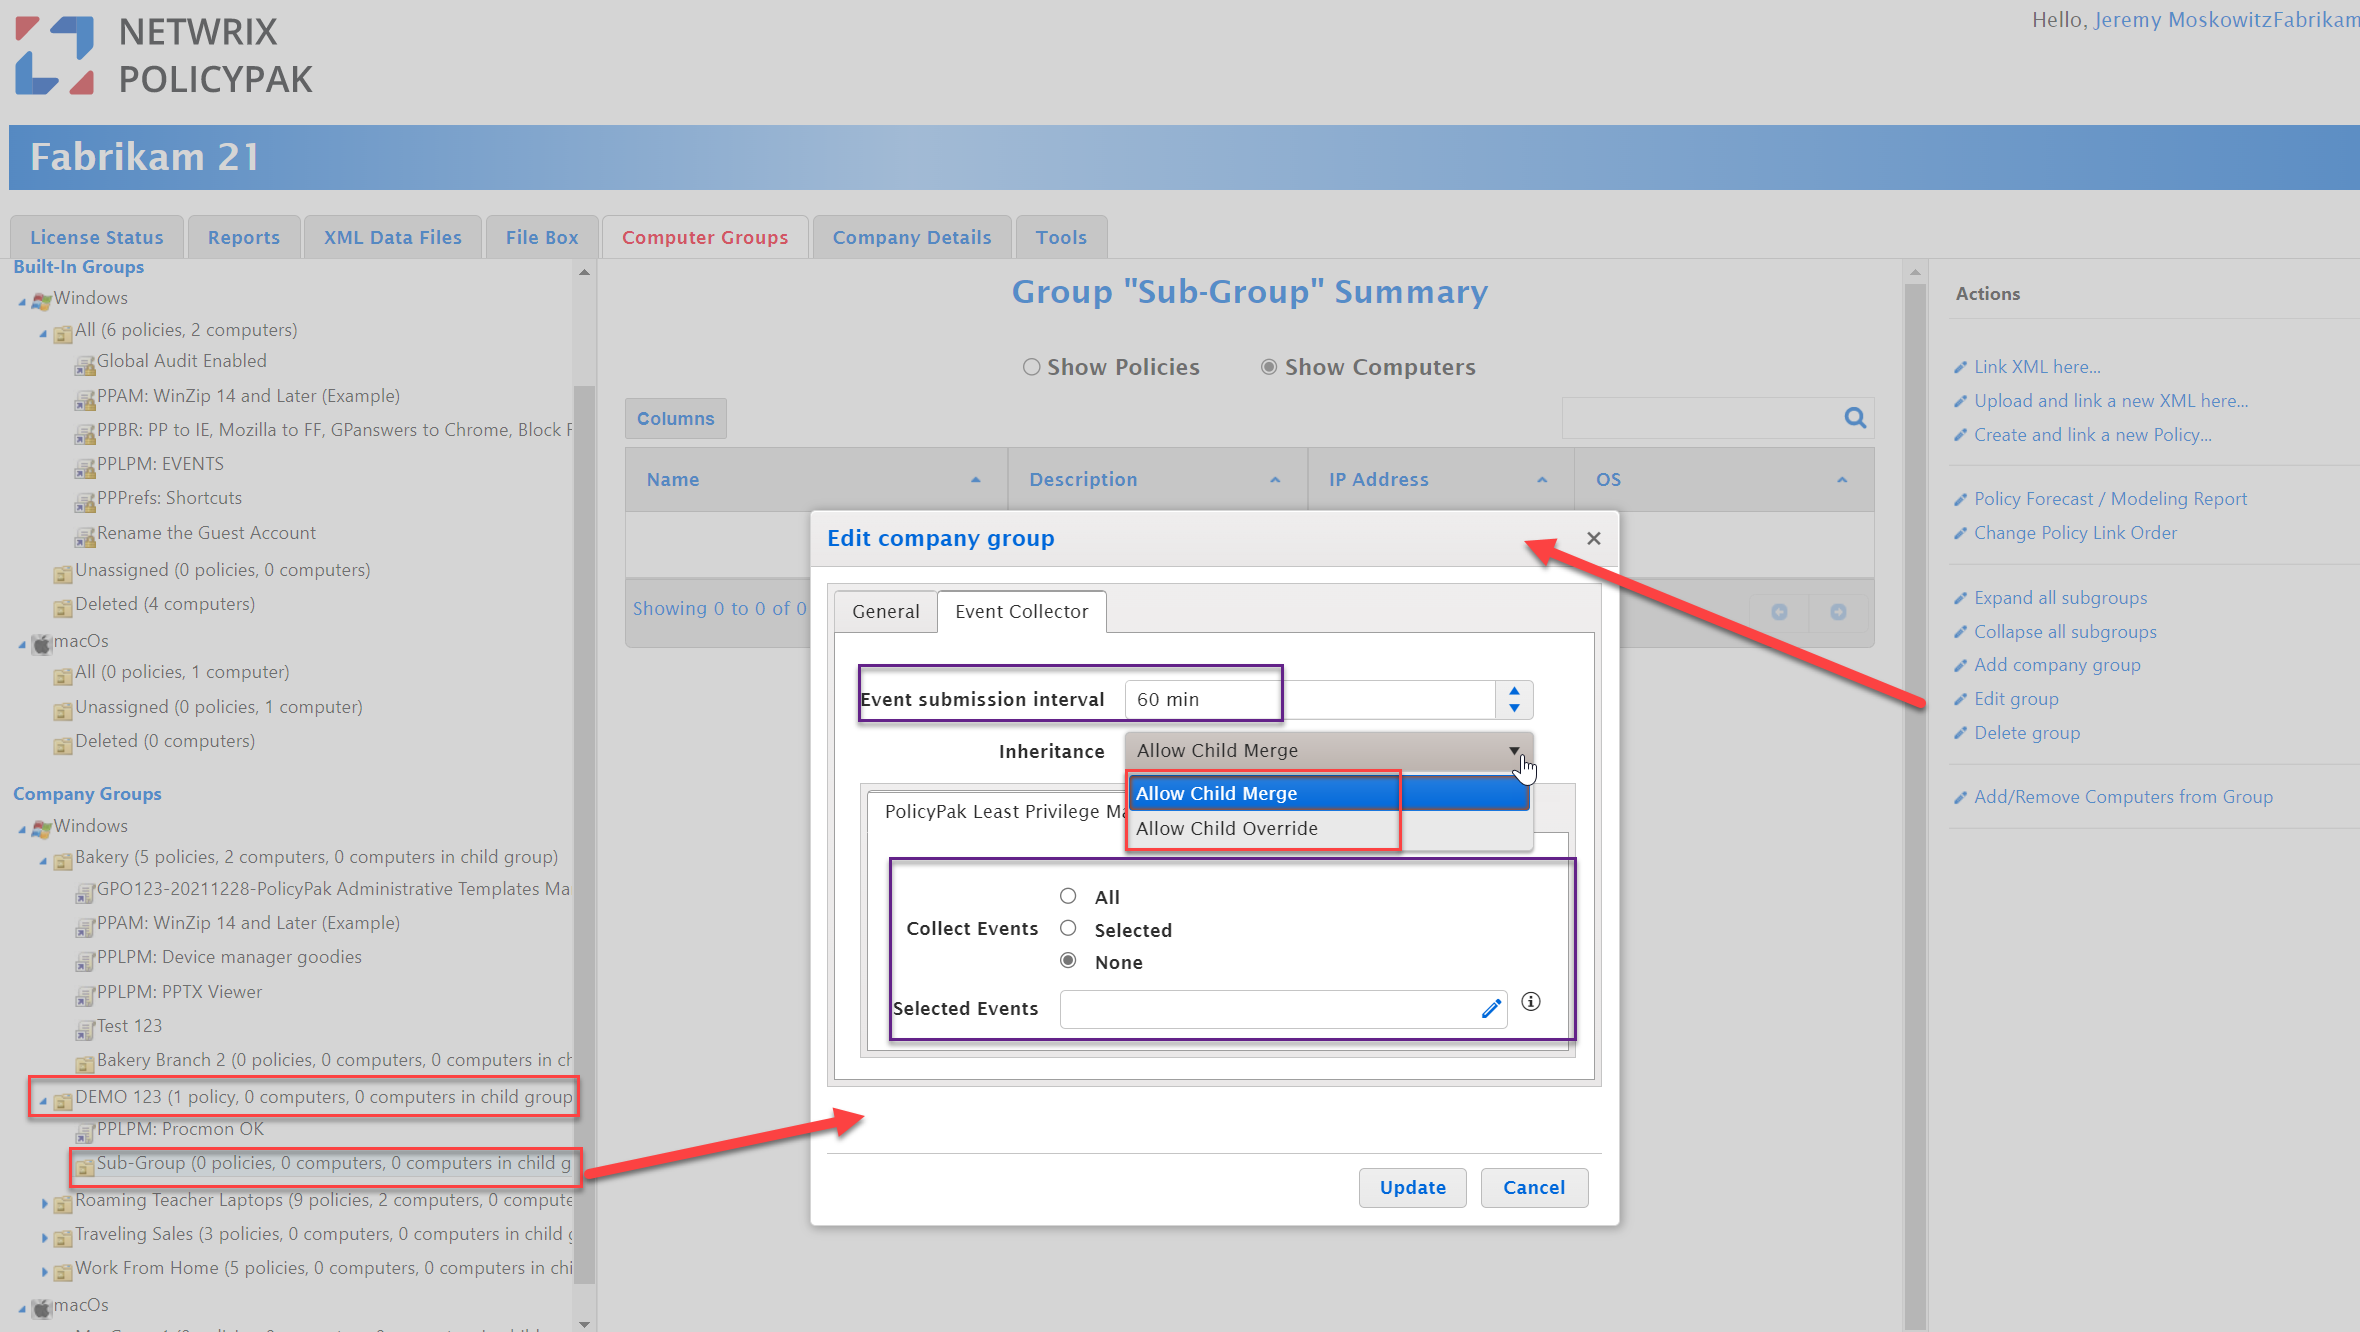 NETWRIX
POLICYPAK
Hello, Jeremy MoskowitzFabrikam
Fabrikam 21
License Status
Reports
XML Data Files
File Box
Computer Groups
Company Details
Tools
Built-In Groups
Windows
All (6 policies, 2 computers)
Global Audit Enabled
PPAM: WinZip 14 and Later (Example)
PPBR: PP to IE, Mozilla to FF, GPanswers to Chrome, Block F
PPLPM: EVENTS
PPPrefs: Shortcuts
Rename the Guest Account
Unassigned (0 policies, 0 computers)
Deleted (4 computers)
macOs
All (0 policies, 1 computer)
Unassigned (0 policies, 1 computer)
Deleted (0 computers)
Company Groups
Windows
Bakery (5 policies, 2 computers, 0 computers in child group)
GPO123-20211228-PolicyPak Administrative Templates Ma
PPAM: WinZip 14 and Later (Example)
PPLPM: Device manager goodies
PPLPM: PPTX Viewer
Test 123
Bakery Branch 2 (0 policies, 0 computers, 0 computers in ch
DEMO 123 (1 policy, 0 computers, 0 computers in child group
PPLPM: Procmon OK
Sub-Group (0 policies, 0 computers, 0 computers in child g
Roaming Teacher Laptops (9 policies, 2 computers, 0 compute
Traveling Sales (3 policies, 0 computers, 0 computers in child g
Work From Home (5 policies, 0 computers, 0 computers in chi
macOs
Group "Sub-Group" Summary
Show Policies
Show Computers
Columns
Name
Description
IP Address
OS
Showing 0 to 0 of 0
Edit company group
General
Event Collector
Event submission interval
60 min
Inheritance
Allow Child Merge
Allow Child Merge
Allow Child Override
PolicyPak Least Privilege Ma
Collect Events
All
Selected
None
Selected Events
Update
Cancel
Actions
Link XML here...
Upload and link a new XML here...
Create and link a new Policy...
Policy Forecast / Modeling Report
Change Policy Link Order
Expand all subgroups
Collapse all subgroups
Add company group
Edit group
Delete group
Add/Remove Computers from Group